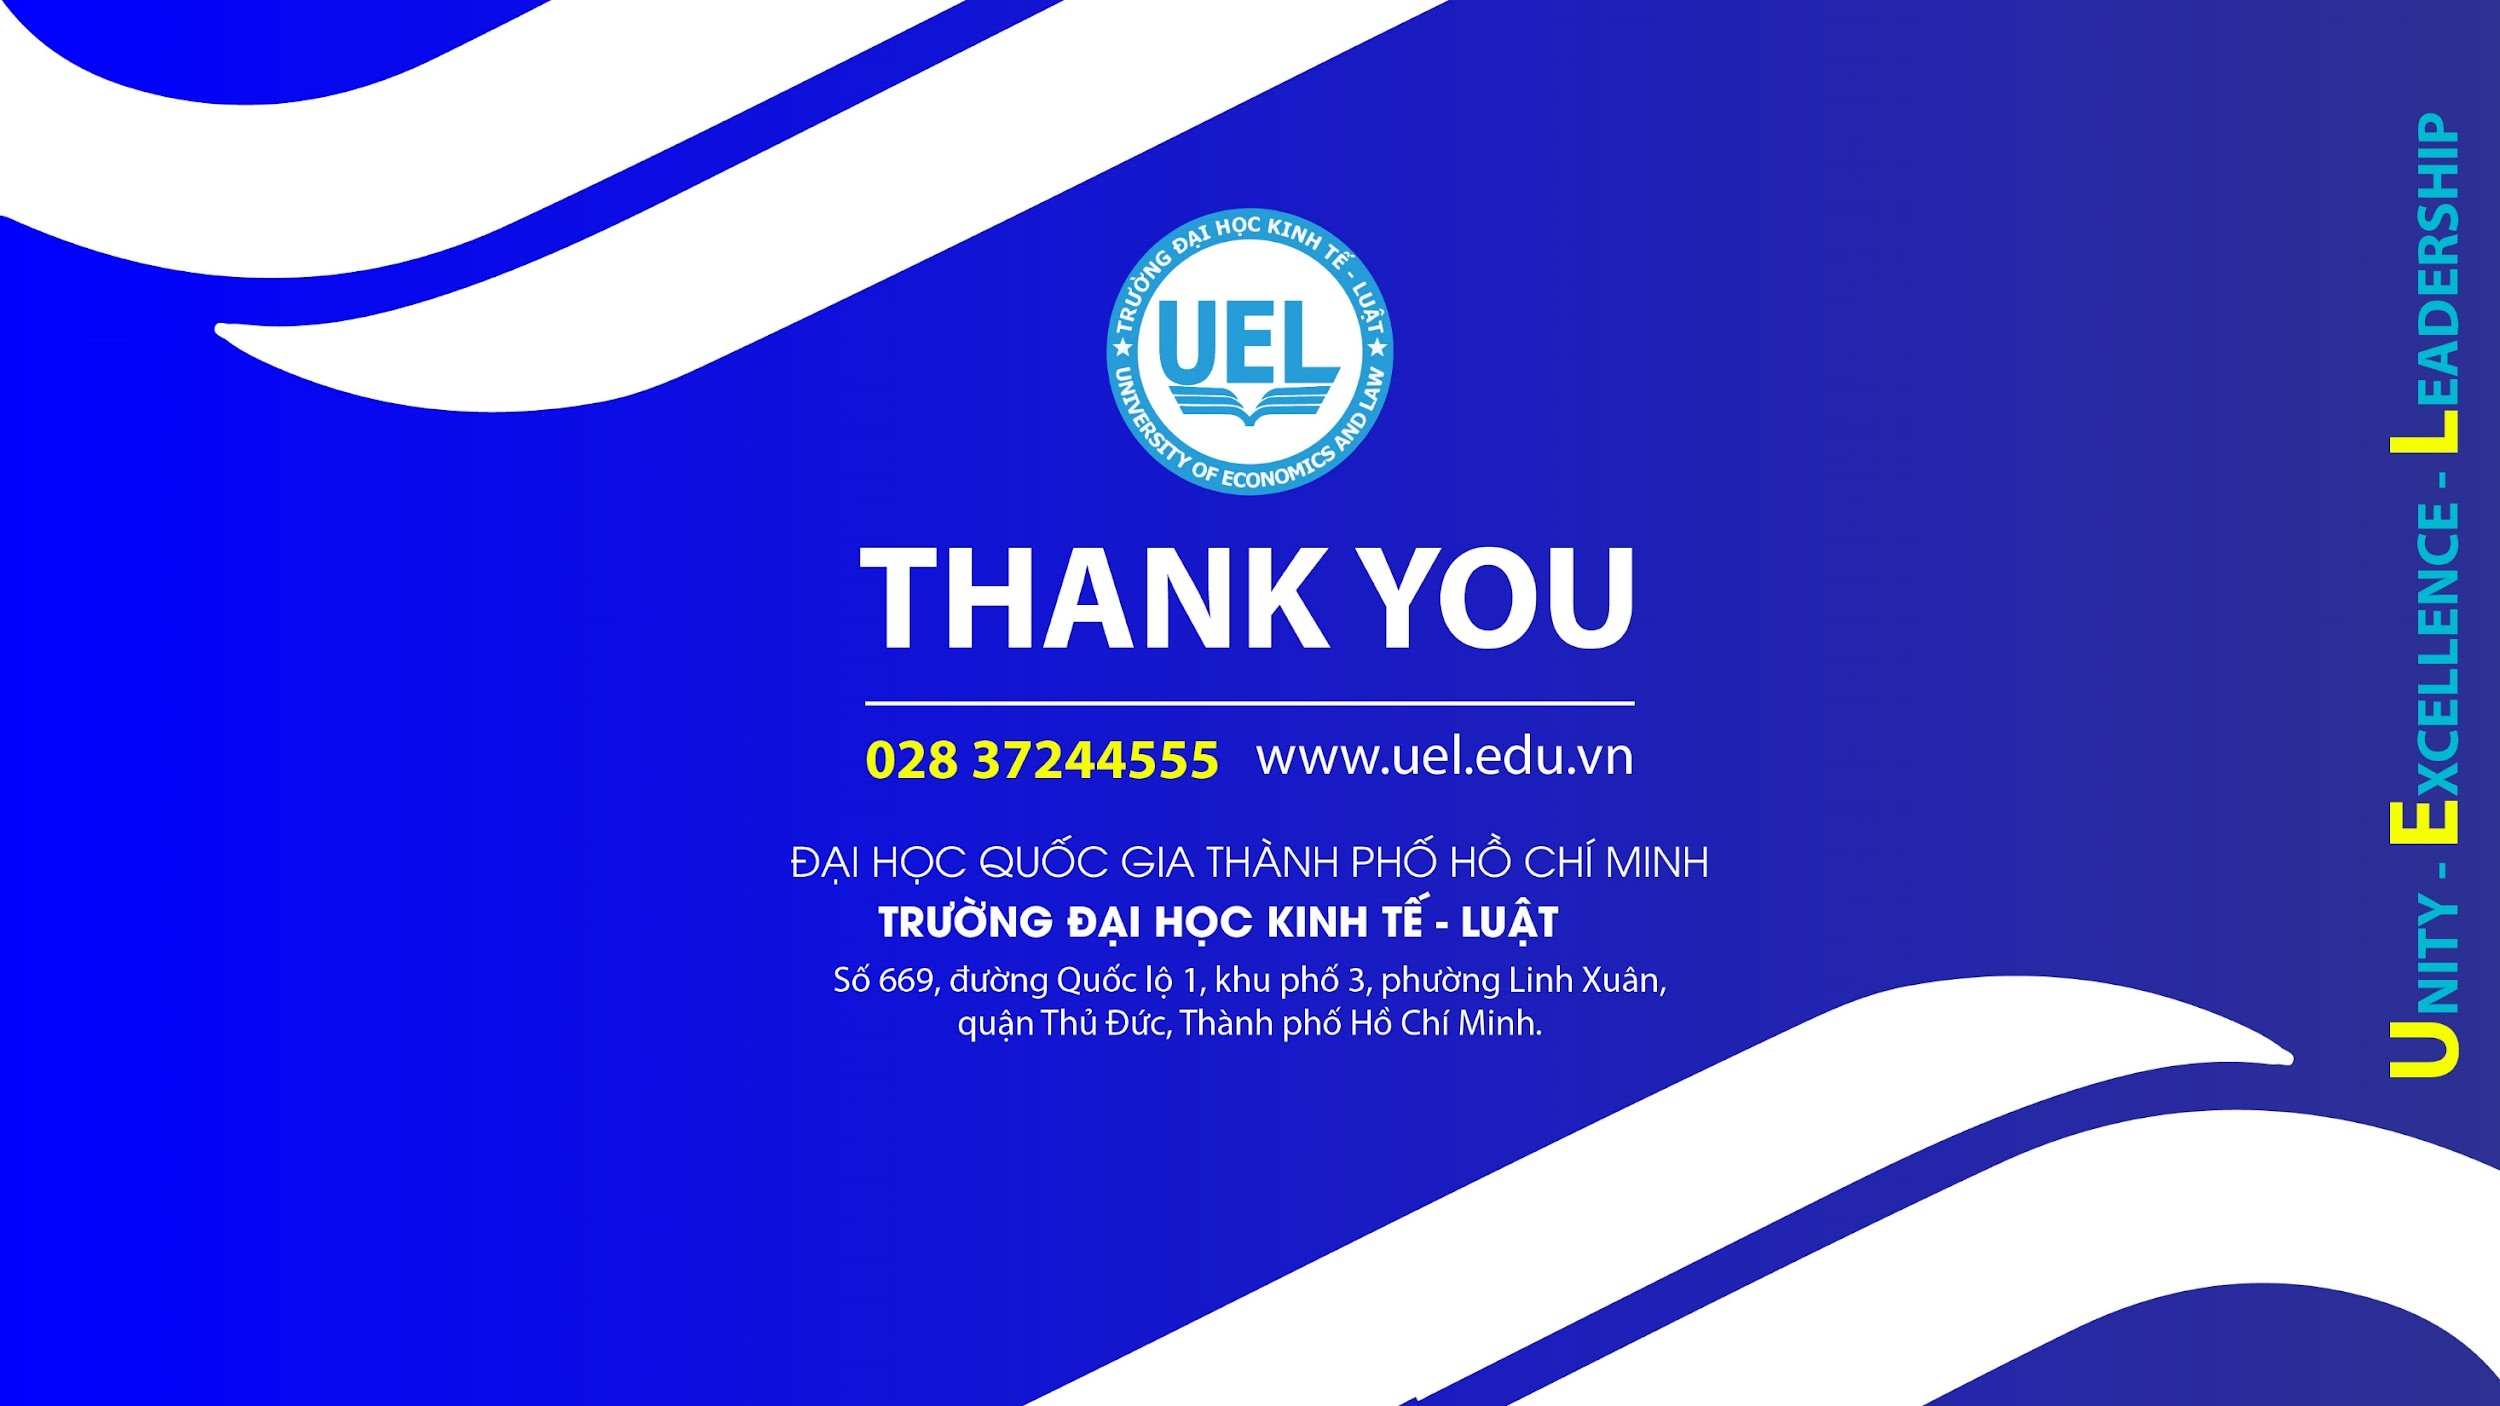 TRƯỜNG ĐẠI HỌC KINH TẾ - LUẬT
UEL
UNIVERSITY OF ECONOMICS AND LAW
THANK YOU
028 37244555 www.uel.edu.vn
ĐẠI HỌC QUỐC GIA THÀNH PHỐ HỒ CHÍ MINH
TRƯỜNG ĐẠI HỌC KINH TẾ - LUẬT
Số 669, đường Quốc lộ 1, khu phố 3, phường Linh Xuân,
quận Thủ Đức, Thành phố Hồ Chí Minh.
UNITY - EXCELLENCE - LEADERSHIP